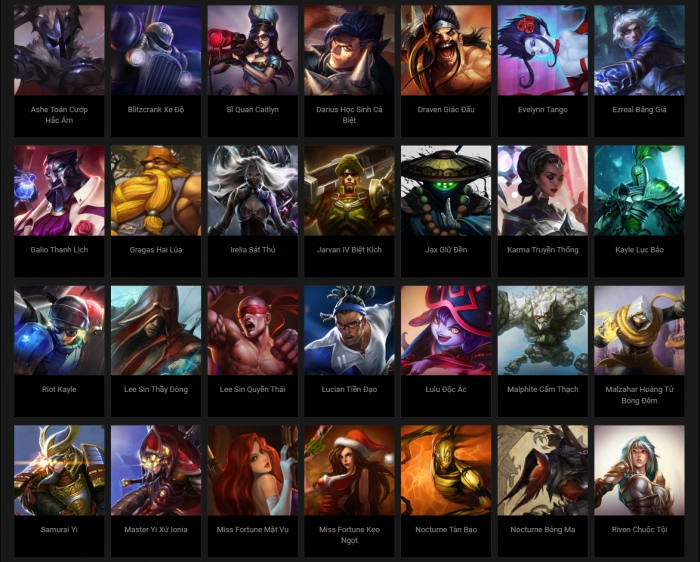 Ashe Toán Cướp
Hắc Ám
Blitzcrank Xe Độ
Sĩ Quan Caitlyn
Darius Học Sinh Cá
Biệt
Draven Giác Đấu
Evelynn Tango
Ezreal Băng Giá
Galio Thanh Lịch
Gragas Hai Lúa
Irelia Sát Thủ
Jarvan IV Biệt Kích
Jax Giữ Đền
Karma Truyền Thống
Kayle Lục Bảo
Riot Kayle
Lee Sin Thầy Dòng
Lee Sin Quyền Thái
Lucian Tiền Đạo
Lulu Độc Ác
Malphite Cẩm Thạch
Malzahar Hoàng Tử
Bóng Đêm
Samurai Yi
Master Yi Xứ Ionia
Miss Fortune Mật Vụ
Miss Fortune Kẹo
Ngọt
Nocturne Tàn Bạo
Nocturne Bóng Ma
Riven Chuộc Tội